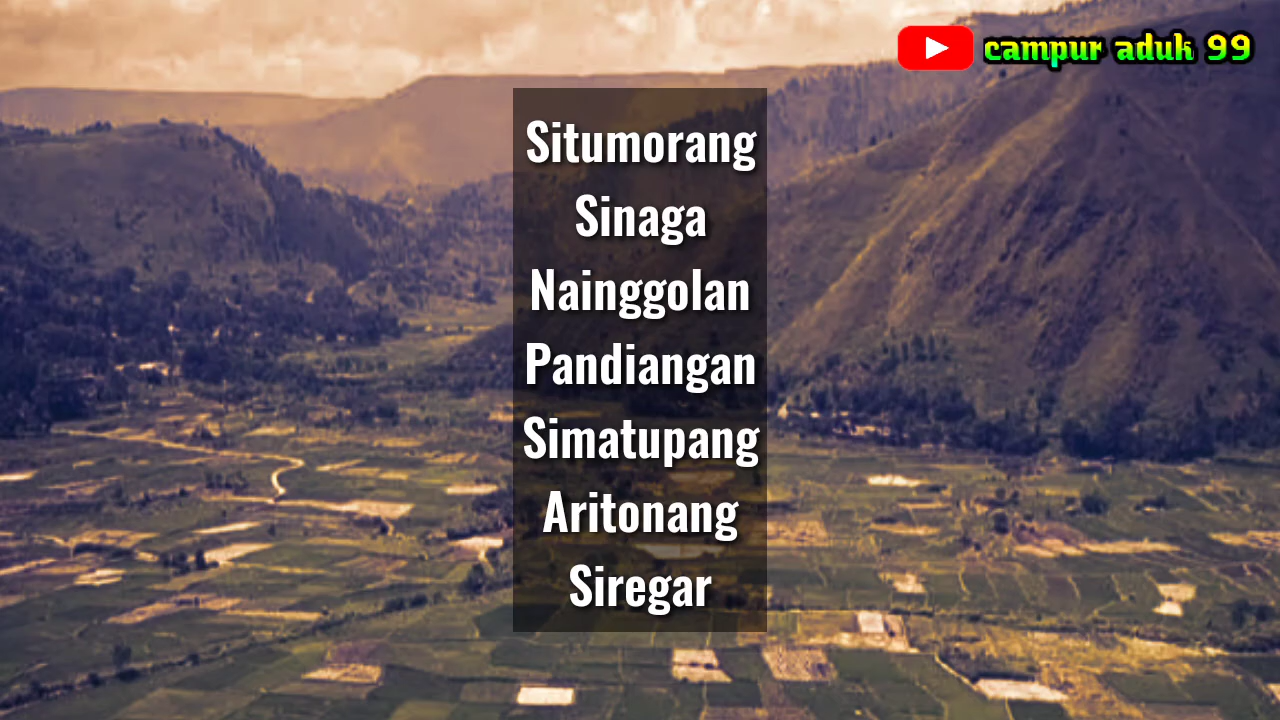 campur aduk 99
Situmorang
Sinaga
Nainggolan
Pandiangan
Simatupang
Aritonang
Siregar